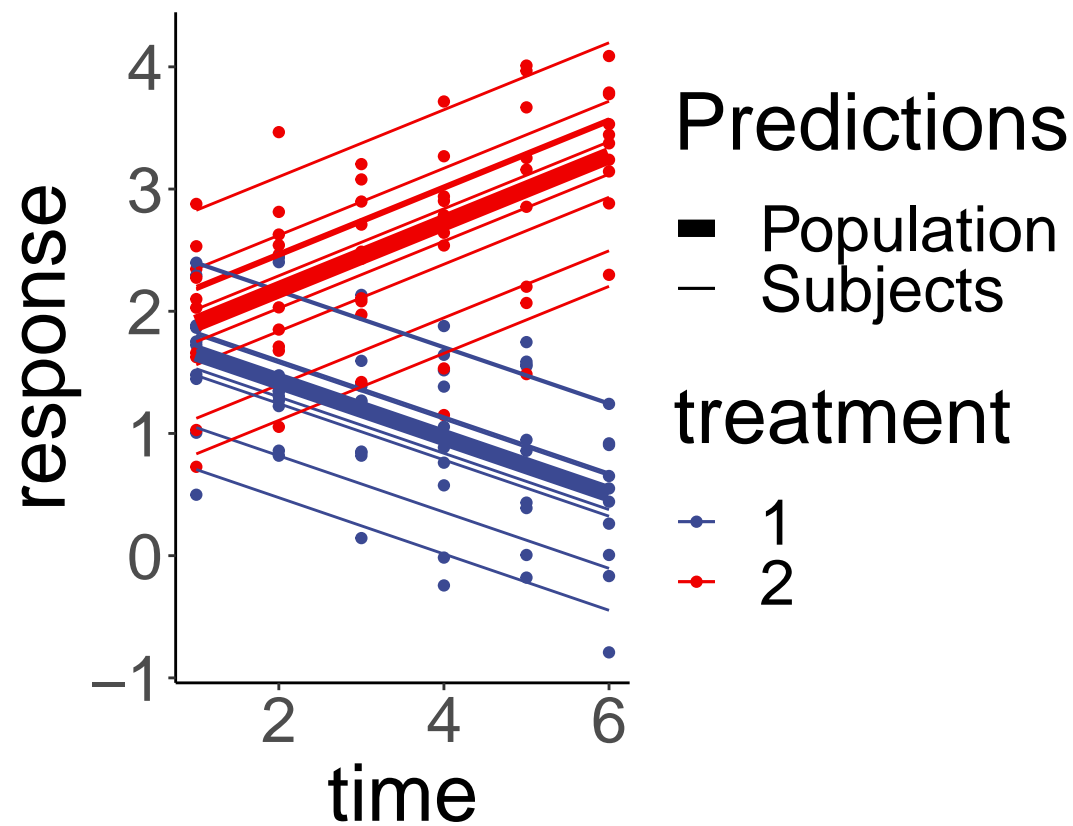 response
4
3
2
1
0
−1
2 4 6
time
Predictions
Population
Subjects
treatment
1
2